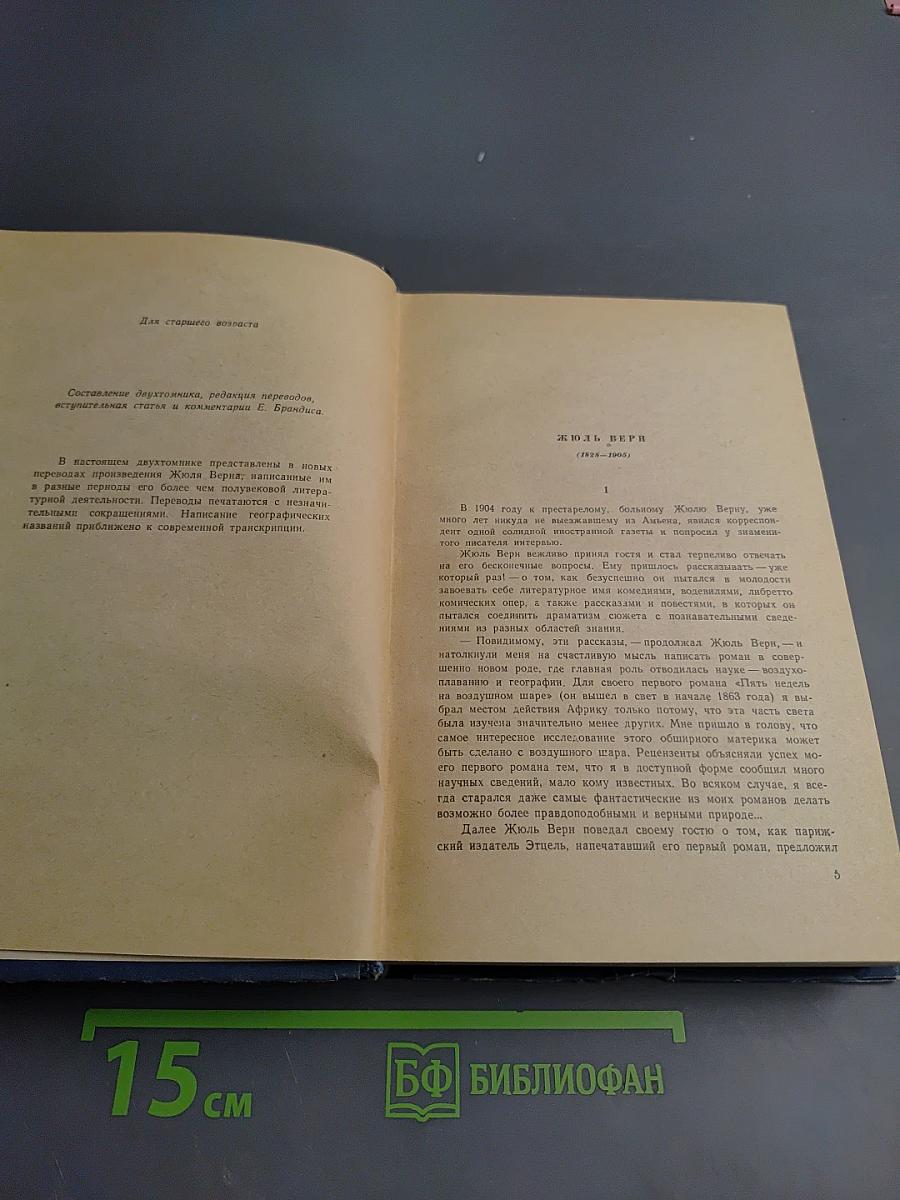 Для старшего возраста
Составление двухтомника, редакция переводов,
вступительная статья и комментарии Е. Брандиса.
В настоящем двухтомнике представлены в новых
переводах произведения Жюля Верна, написанные им
в разные периоды его более чем полувековой литера-
турной деятельности. Переводы печатаются с незначи-
тельными сокращениями. Написание географических
названий приближено к современной транскрипции.
ЖЮЛЬ ВЕРН
(1828—1905)
1
В 1904 году к престарелому, больному Жюлю Верну, уже
много лет никуда не выезжавшему из Амьена, явился корреспон-
дент одной солидной иностранной газеты и попросил у знамени-
того писателя интервью.
Жюль Верн вежливо принял гостя и стал терпеливо отвечать
на его бесконечные вопросы. Ему пришлось рассказывать — уже
который раз! — о том, как безуспешно он пытался в молодости
завоевать себе литературное имя комедиями, водевилями, либретто
комических опер, а также рассказами и повестями, в которых он
пытался соединить драматизм сюжета с познавательными сведе-
ниями из разных областей знания.
— Повидимому, эти рассказы, — продолжал Жюль Верн, — и
натолкнули меня на счастливую мысль написать роман в совер-
шенно новом роде, где главная роль отводилась науке — воздухо-
плаванию и географии. Для своего первого романа «Пять недель
на воздушном шаре» (он вышел в свет в начале 1863 года) я вы-
брал местом действия Африку только потому, что эта часть света
была изучена значительно менее других. Мне пришло в голову, что
самое интересное исследование этого обширного материка может
быть сделано с воздушного шара. Рецензенты объясняли успех мо-
его первого романа тем, что я в доступной форме сообщил много
научных сведений, мало кому известных. Во всяком случае, я все-
гда старался даже самые фантастические из моих романов делать
возможно более правдоподобными и верными природе...
Далее Жюль Верн поведал своему гостю о том, как париж-
ский издатель Этцель, напечатавший его первый роман, предложил
5
15 см
БФ БИБЛИОФАН